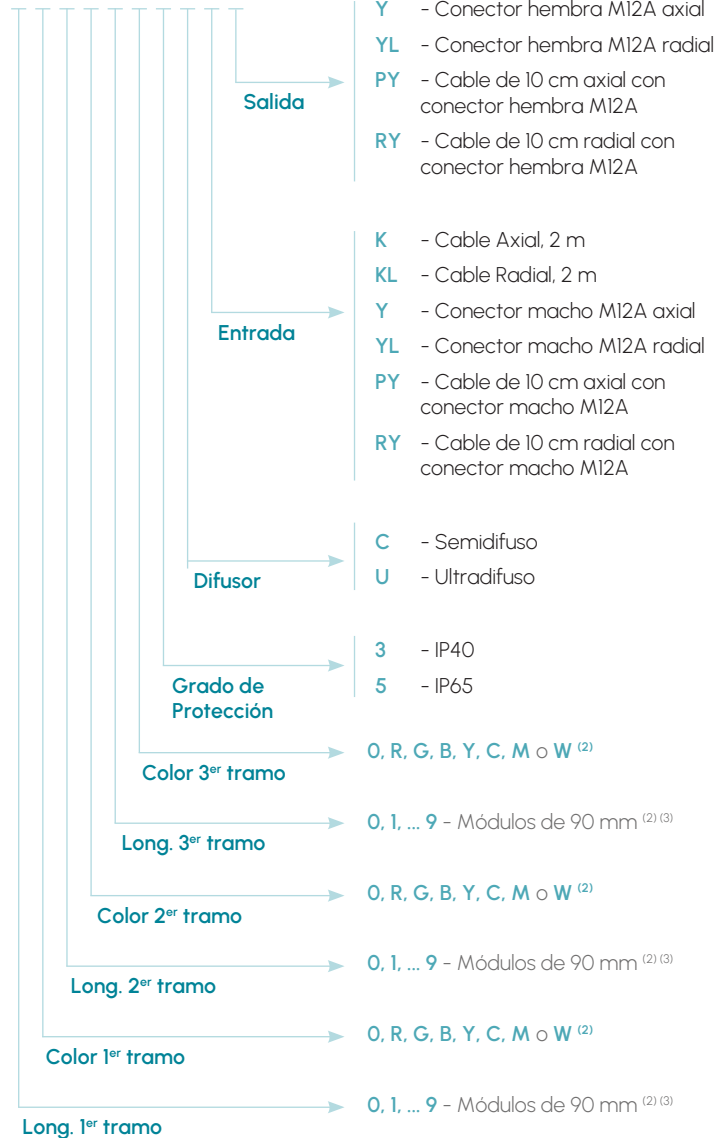 Y - Conector hembra M12A axial
YL - Conector hembra M12A radial
Salida
PY - Cable de 10 cm axial con
conector hembra M12A
RY - Cable de 10 cm radial con
conector hembra M12A
K - Cable Axial, 2 m
KL - Cable Radial, 2 m
Entrada
Y - Conector macho M12A axial
YL - Conector macho M12A radial
PY - Cable de 10 cm axial con
conector macho M12A
RY - Cable de 10 cm radial con
conector macho M12A
Difusor
C - Semidifuso
U - Ultradifuso
Grado de
Protección
3 - IP40
5 - IP65
Color 3er tramo
0, R, G, B, Y, C, M o W (2)
Long. 3er tramo
0, 1, ... 9 - Módulos de 90 mm (2) (3)
Color 2er tramo
0, R, G, B, Y, C, M o W (2)
Long. 2er tramo
0, 1, ... 9 - Módulos de 90 mm (2) (3)
Color 1er tramo
0, R, G, B, Y, C, M o W (2)
Long. 1er tramo
0, 1, ... 9 - Módulos de 90 mm (2) (3)